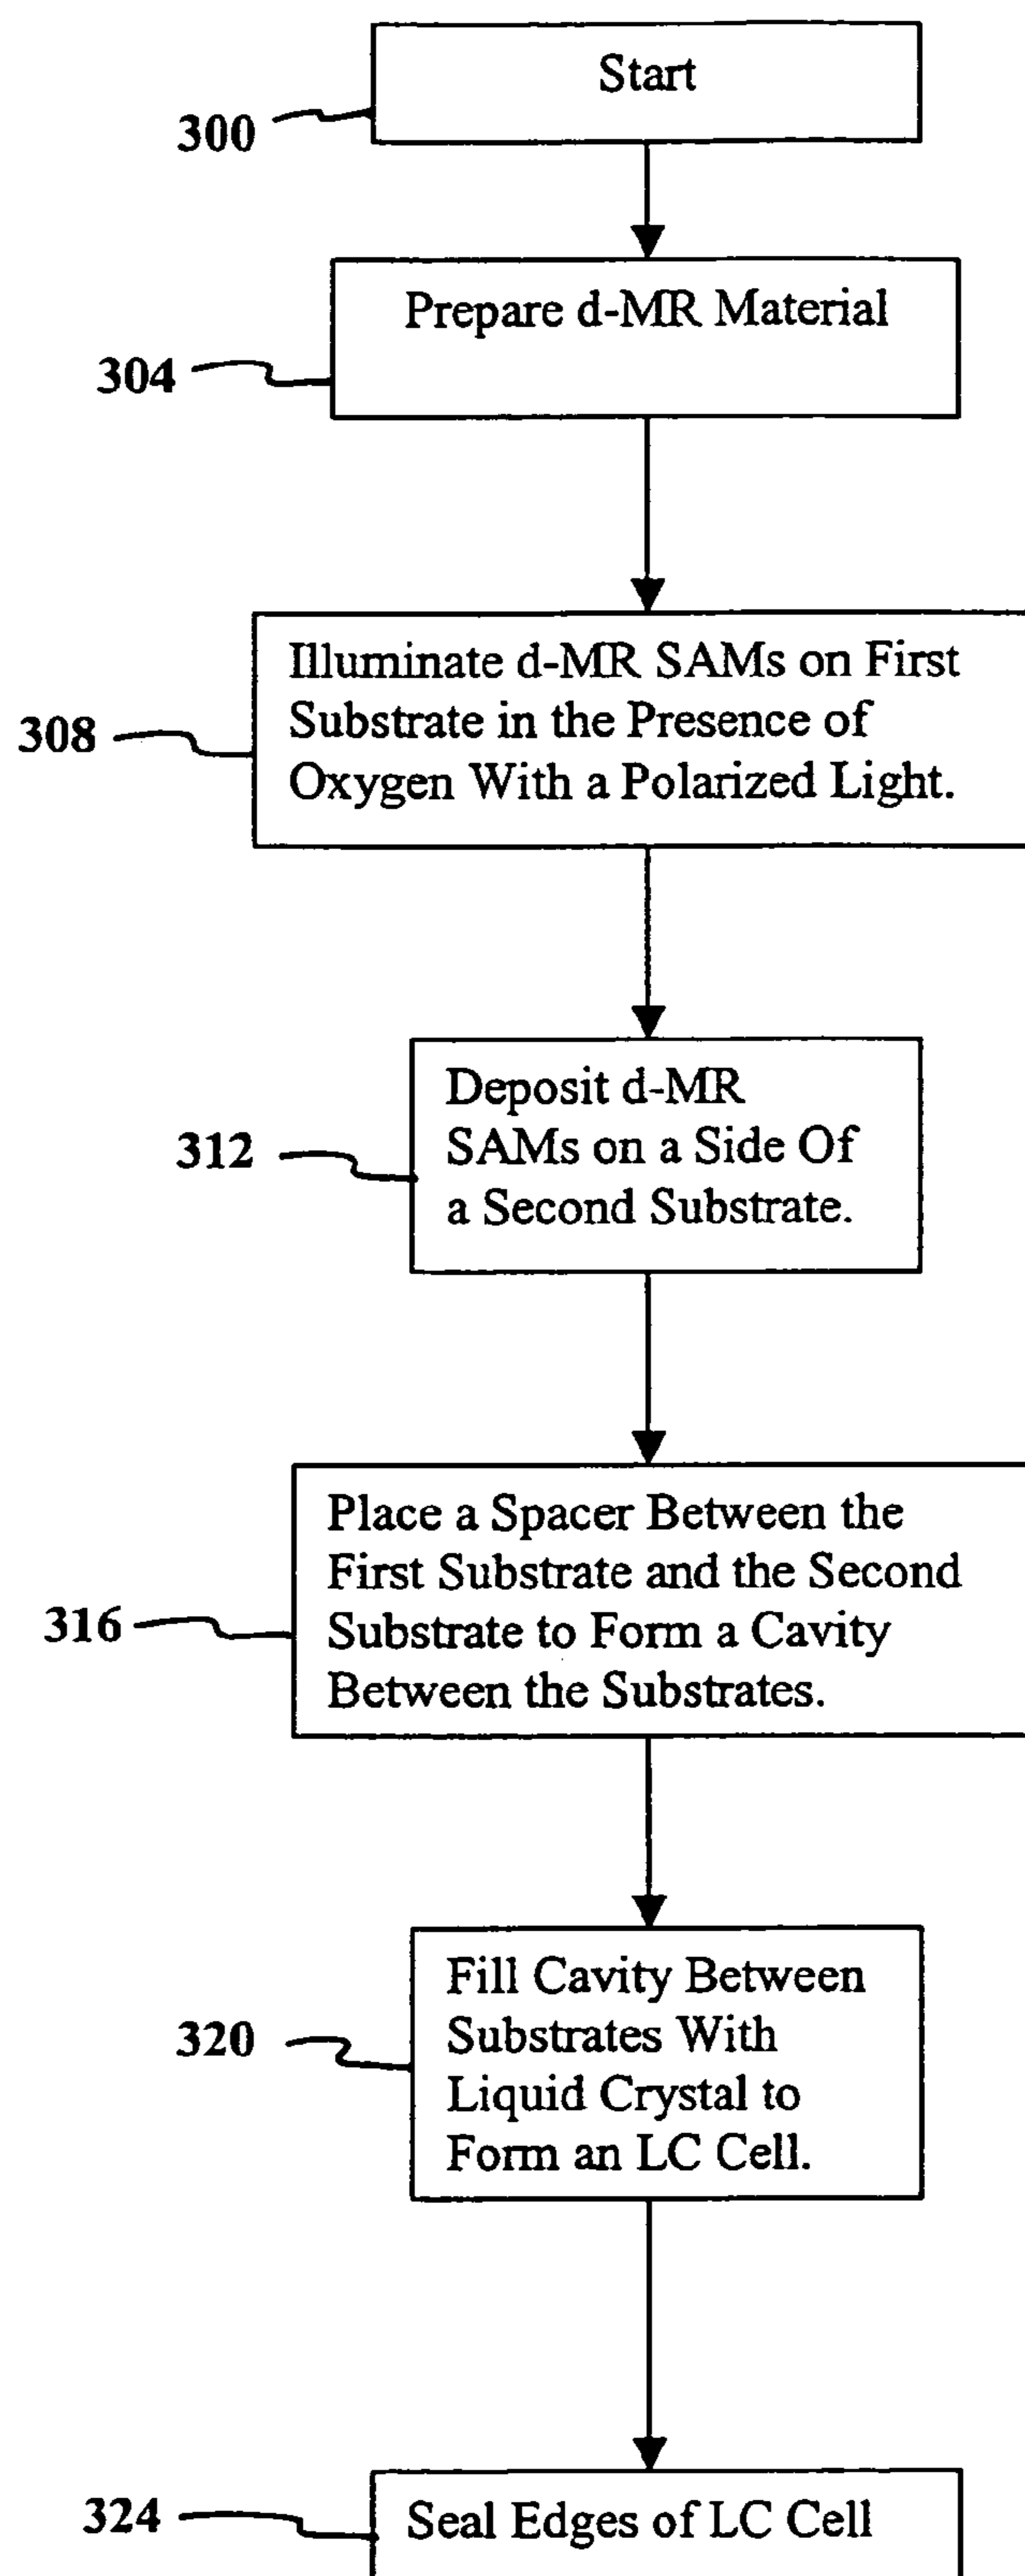 Start
300
Prepare d-MR Material
304
Illuminate d-MR SAMs on First
Substrate in the Presence of
Oxygen With a Polarized Light.
308
Deposit d-MR
SAMs on a Side Of
a Second Substrate.
312
Place a Spacer Between the
First Substrate and the Second
Substrate to Form a Cavity
Between the Substrates.
316
Fill Cavity Between
Substrates With
Liquid Crystal to
Form an LC Cell.
320
Seal Edges of LC Cell
324